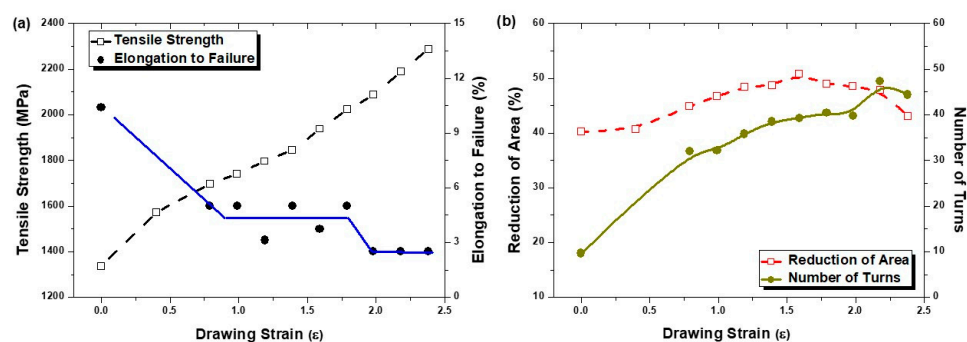 (a)
Tensile Strength
Elongation to Failure
Tensile Strength (MPa)
2400
2200
2000
1800
1600
1400
1200
15
12
9
6
3
0
Elongation to Failure (%)
0.0 0.5 1.0 1.5 2.0 2.5
Drawing Strain (ε)
(b)
Reduction of Area (%)
60
50
40
30
20
10
60
50
40
30
20
10
0
Number of Turns
Reduction of Area
Number of Turns
0.0 0.5 1.0 1.5 2.0 2.5
Drawing Strain (ε)